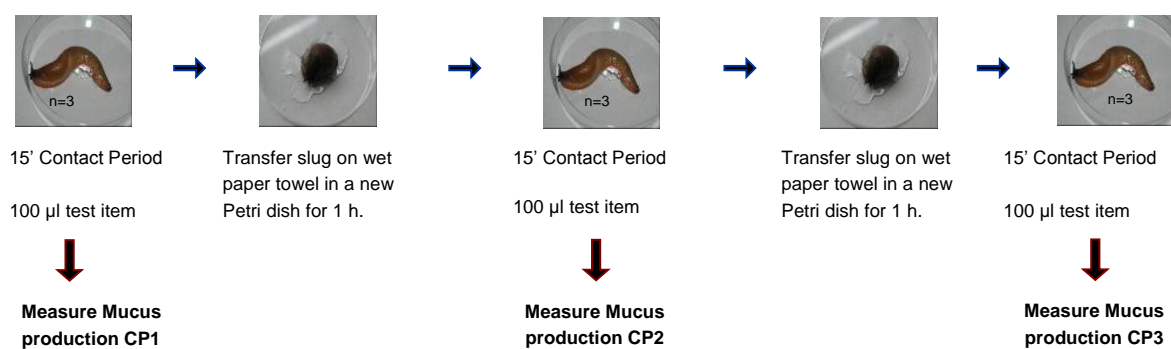 n=3
15' Contact Period
100 µl test item
Measure Mucus
production CP1
Transfer slug on wet
paper towel in a new
Petri dish for 1 h.
n=3
15' Contact Period
100 µl test item
Measure Mucus
production CP2
Transfer slug on wet
paper towel in a new
Petri dish for 1 h.
n=3
15' Contact Period
100 µl test item
Measure Mucus
production CP3